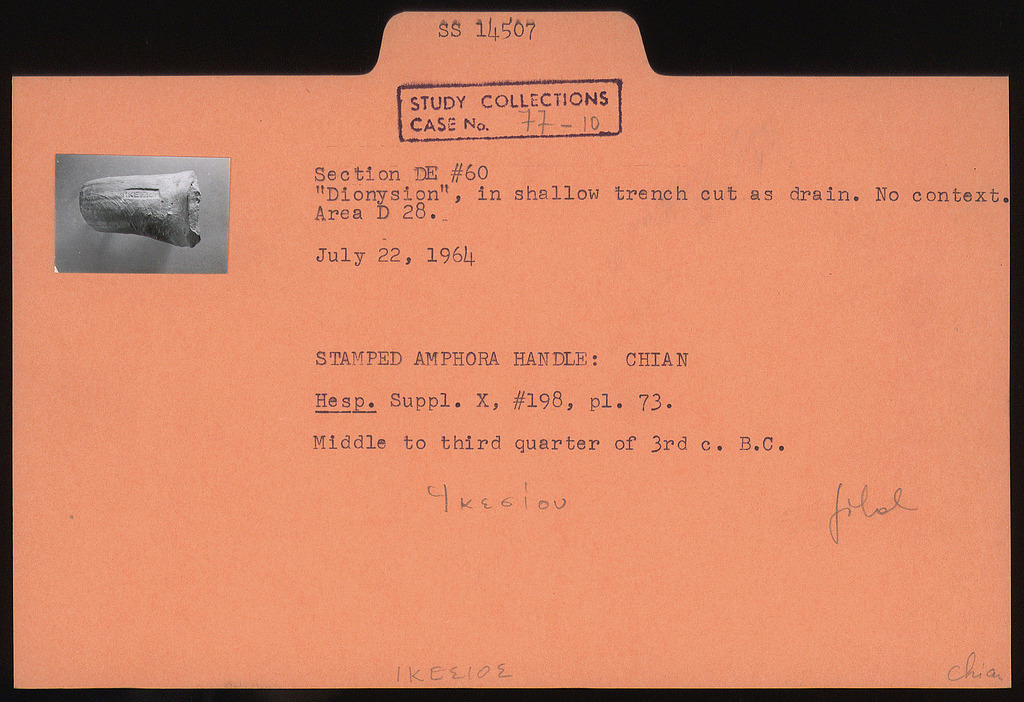 SS 14507
STUDY COLLECTIONS
CASE No. 77-10
Section DE #60
"Dionysion", in shallow trench cut as drain. No context.
Area D 28.
July 22, 1964
STAMPED AMPHORA HANDLE: CHIAN
Hesp. Suppl. X, #198, pl. 73.
Middle to third quarter of 3rd c. B.C.
Ἱκεσίου
filed
ΙΚΕΣΙΟΣ
Chian